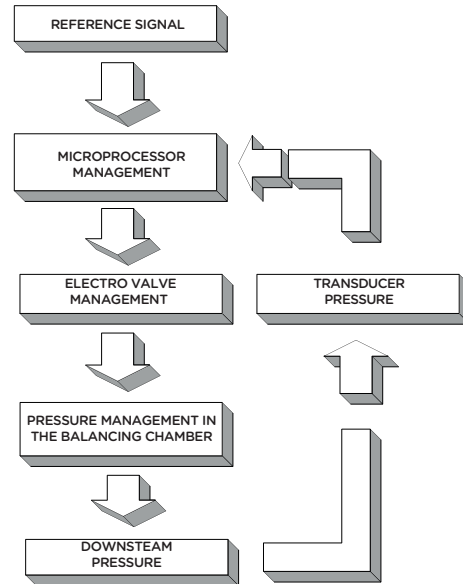 REFERENCE SIGNAL
MICROPROCESSOR
MANAGEMENT
ELECTRO VALVE
MANAGEMENT
TRANSDUCER
PRESSURE
PRESSURE MANAGEMENT IN
THE BALANCING CHAMBER
DOWNSTEAM
PRESSURE